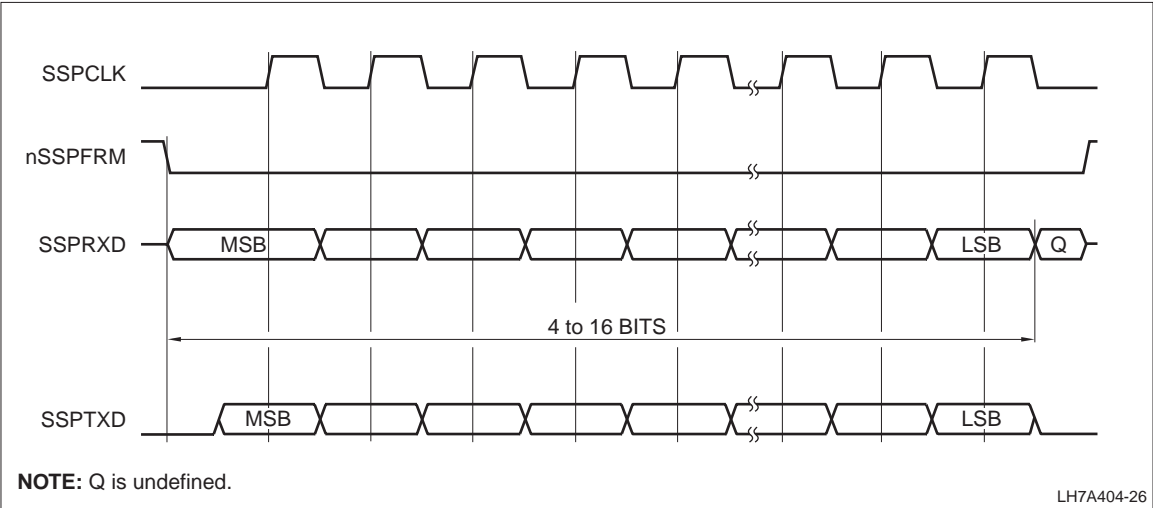 SSPCLK
nSSPFRM
SSPRXD MSB LSB Q
4 to 16 BITS
SSPTXD MSB LSB
NOTE: Q is undefined.
LH7A404-26